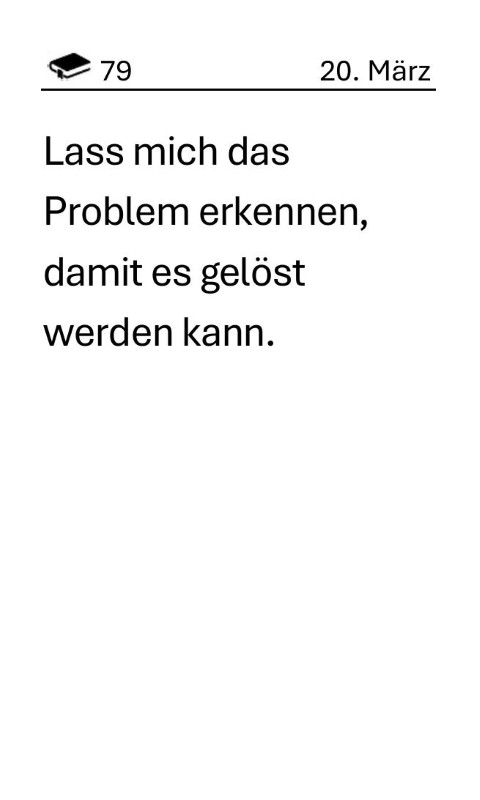 79 20. März
Lass mich das
Problem erkennen,
damit es gelöst
werden kann.